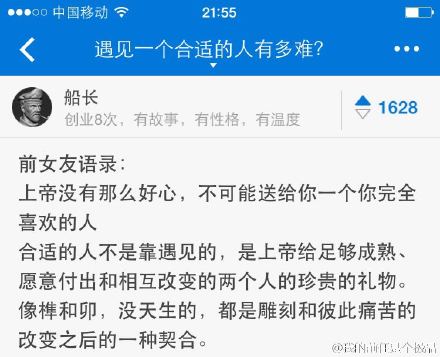 中国移动 21:55
遇见一个合适的人有多难?
船长
创业8次，有故事，有性格，有温度
1628
前女友语录：
上帝没有那么好心，不可能送给你一个你完全
喜欢的人
合适的人不是靠遇见的，是上帝给足够成熟、
愿意付出和相互改变的两个人的珍贵的礼物。
像榫和卯，没天生的，都是雕刻和彼此痛苦的
改变之后的一种契合。